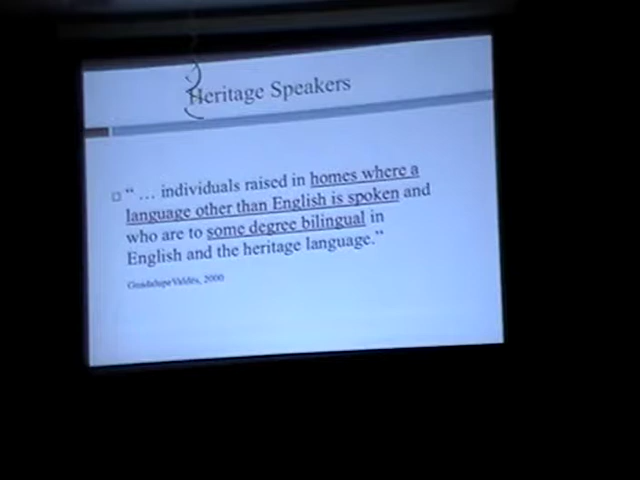 Heritage Speakers
“ … individuals raised in homes where a
language other than English is spoken and
who are to some degree bilingual in
English and the heritage language.”
Guadalupe Valdés, 2000